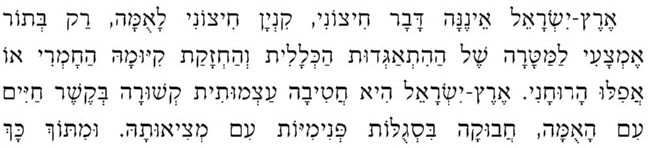 אֶרֶץ-יִשְׂרָאֵל אֵינֶנָּה דָּבָר חִיצוֹנִי, קִנְיָן חִיצוֹנִי לָאֻמָּה, רַק בְּתוֹר
אֶמְצָעִי לַמַּטָּרָה שֶׁל הַהִתְאַגְּדוּת הַכְּלָלִית וְהַחְזָקַת קִיּוּמָהּ הַחָמְרִי אוֹ
אֲפִלּוּ הָרוּחָנִי. אֶרֶץ-יִשְׂרָאֵל הִיא חֲטִיבָה עַצְמוּתִית קְשׁוּרָה בְּקֶשֶׁר חַיִּים
עִם הָאֻמָּה, חֲבוּקָה בִּסְגֻלּוֹת פְּנִימִיּוֹת עִם מְצִיאוּתָהּ. וּמִתּוֹךְ כָּךְ